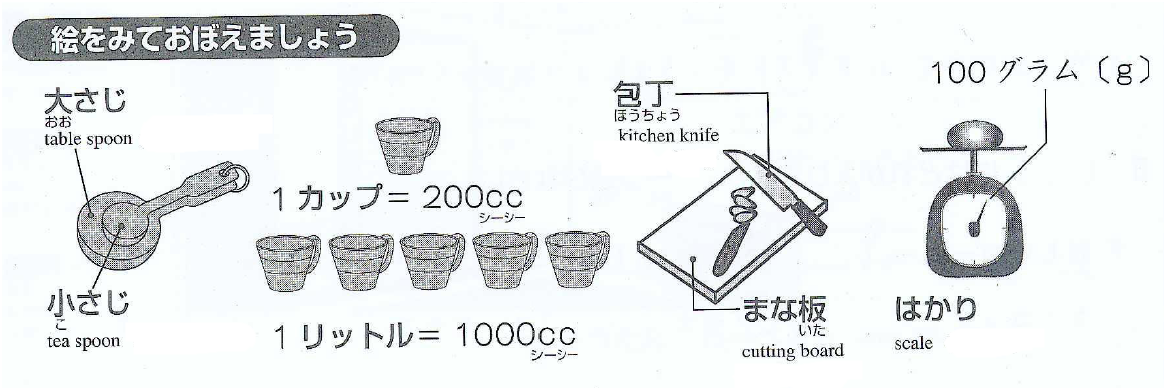 絵をみておぼえましょう
大さじ
おお
table spoon
小さじ
こ
tea spoon
1カップ＝200cc
シーシー
1リットル＝1000cc
シーシー
包丁
ほうちょう
kitchen knife
まな板
いた
cutting board
100グラム〔g〕
はかり
scale